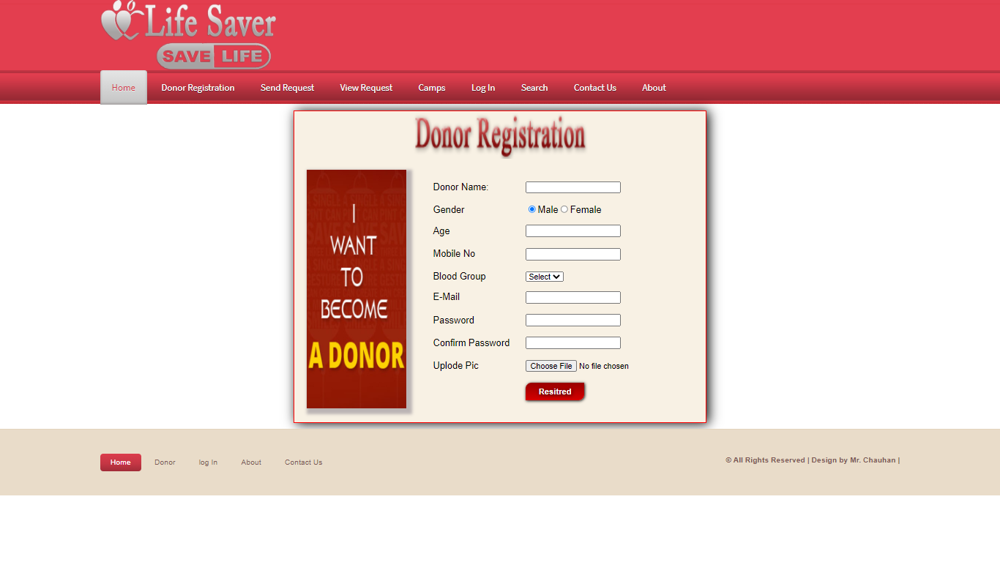 Life Saver
SAVE LIFE
Home Donor Registration Send Request View Request Camps Log In Search Contact Us About
Donor Registration
I
WANT
TO
BECOME
A DONOR
Donor Name:
Gender Male Female
Age
Mobile No
Blood Group Select
E-Mail
Password
Confirm Password
Uplode Pic Choose File No file chosen
Resitred
Home Donor log In About Contact Us
© All Rights Reserved | Design by Mr. Chauhan |